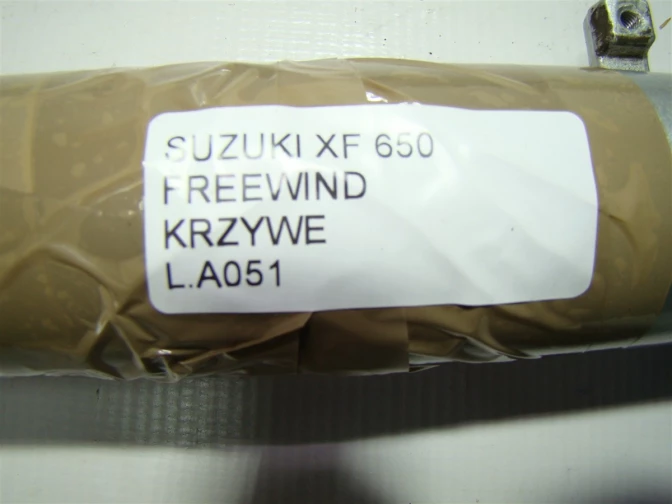 SUZUKI XF 650
FREEWIND
KRZYWE
L.A051